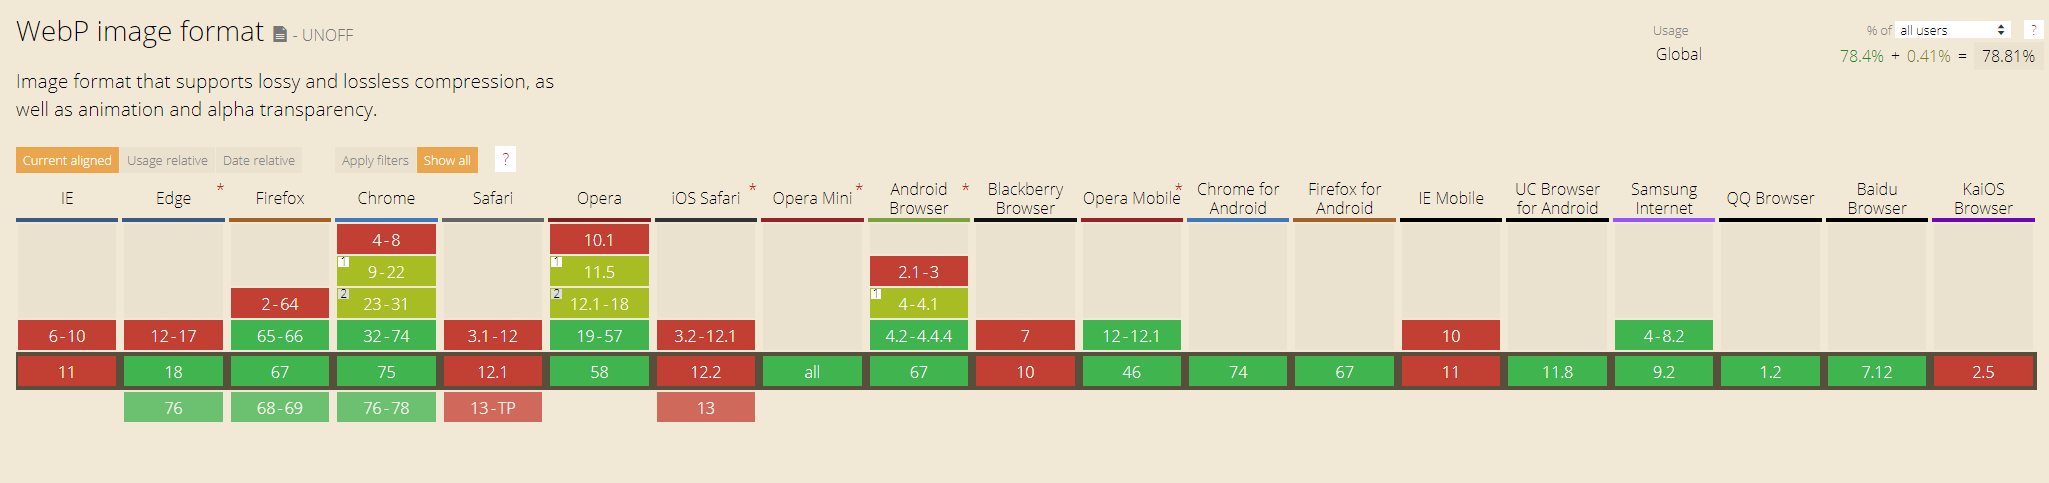 WebP image format - UNOFF
Usage % of all users ?
Global 78.4% + 0.41% = 78.81%
Image format that supports lossy and lossless compression, as
well as animation and alpha transparency.
Current aligned Usage relative Date relative Apply filters Show all ?
IE Edge * Firefox Chrome Safari Opera iOS Safari * Opera Mini * Android Browser * Blackberry Browser Opera Mobile * Chrome for Android Firefox for Android IE Mobile UC Browser for Android Samsung Internet QQ Browser Baidu Browser KaiOS Browser
4-8 10.1
1 9-22 1 11.5 2.1-3
2-64 2 23-31 2 12.1-18 1 4-4.1
6-10 12-17 65-66 32-74 3.1-12 19-57 3.2-12.1 4.2-4.4.4 7 12-12.1 10 4-8.2
11 18 67 75 12.1 58 12.2 all 67 10 46 74 67 11 11.8 9.2 1.2 7.12 2.5
76 68-69 76-78 13-TP 13